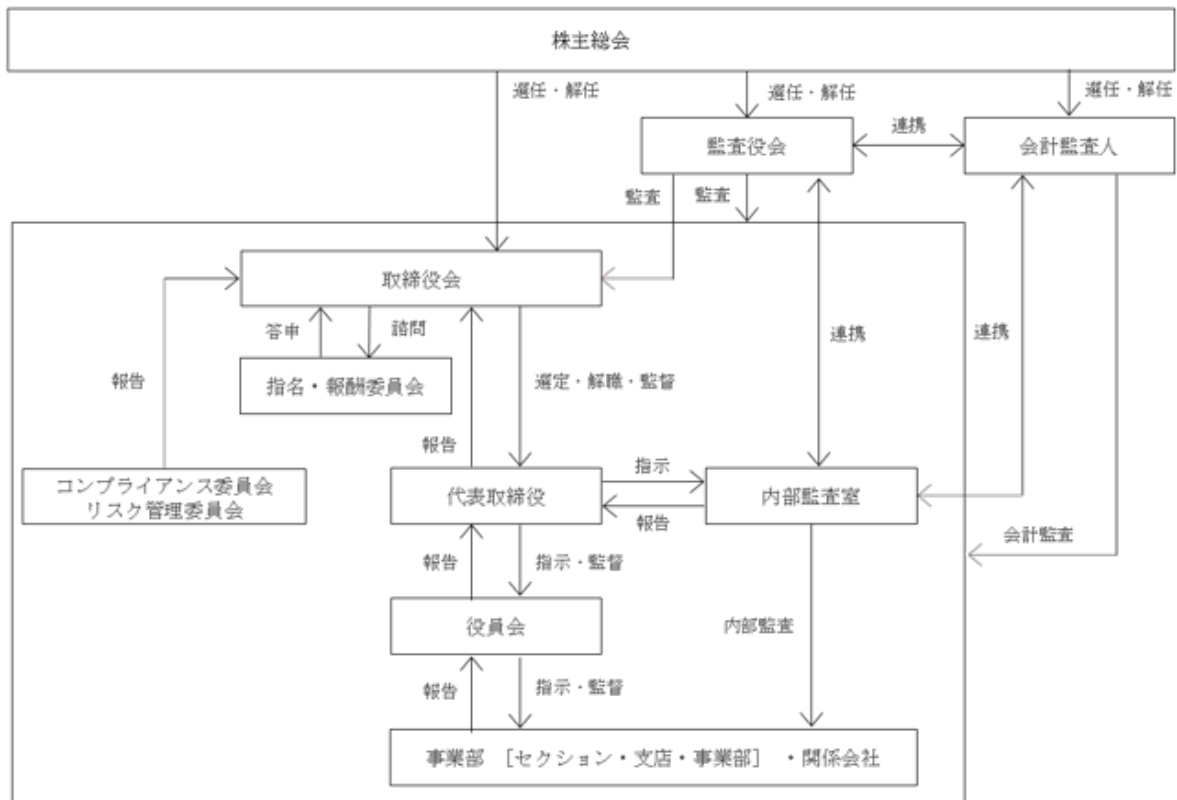 株主総会
選任・解任
選任・解任
選任・解任
監査役会
連携
会計監査人
監査
監査
取締役会
答申
諮問
連携
連携
報告
指名・報酬委員会
選定・解職・監督
報告
指示
コンプライアンス委員会
リスク管理委員会
代表取締役
内部監査室
報告
会計監査
報告
指示・監督
役員会
内部監査
報告
指示・監督
事業部 [セクション・支店・事業部] ・関係会社